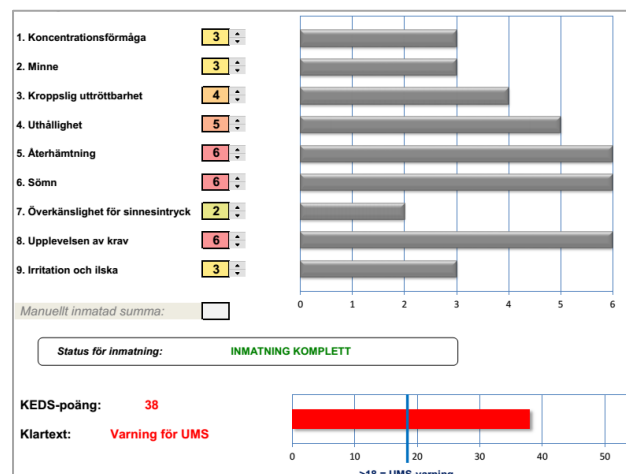 1. Koncentrationsförmåga 3
2. Minne 3
3. Kroppslig uttröttbarhet 4
4. Uthållighet 5
5. Återhämtning 6
6. Sömn 6
7. Överkänslighet för sinnesintryck 2
8. Upplevelsen av krav 6
9. Irritation och ilska 3
0 1 2 3 4 5 6
Manuellt inmatad summa:
Status för inmatning: INMATNING KOMPLETT
KEDS-poäng: 38
Klartext: Varning för UMS
0 10 20 30 40 50
>18 = UMS-varning